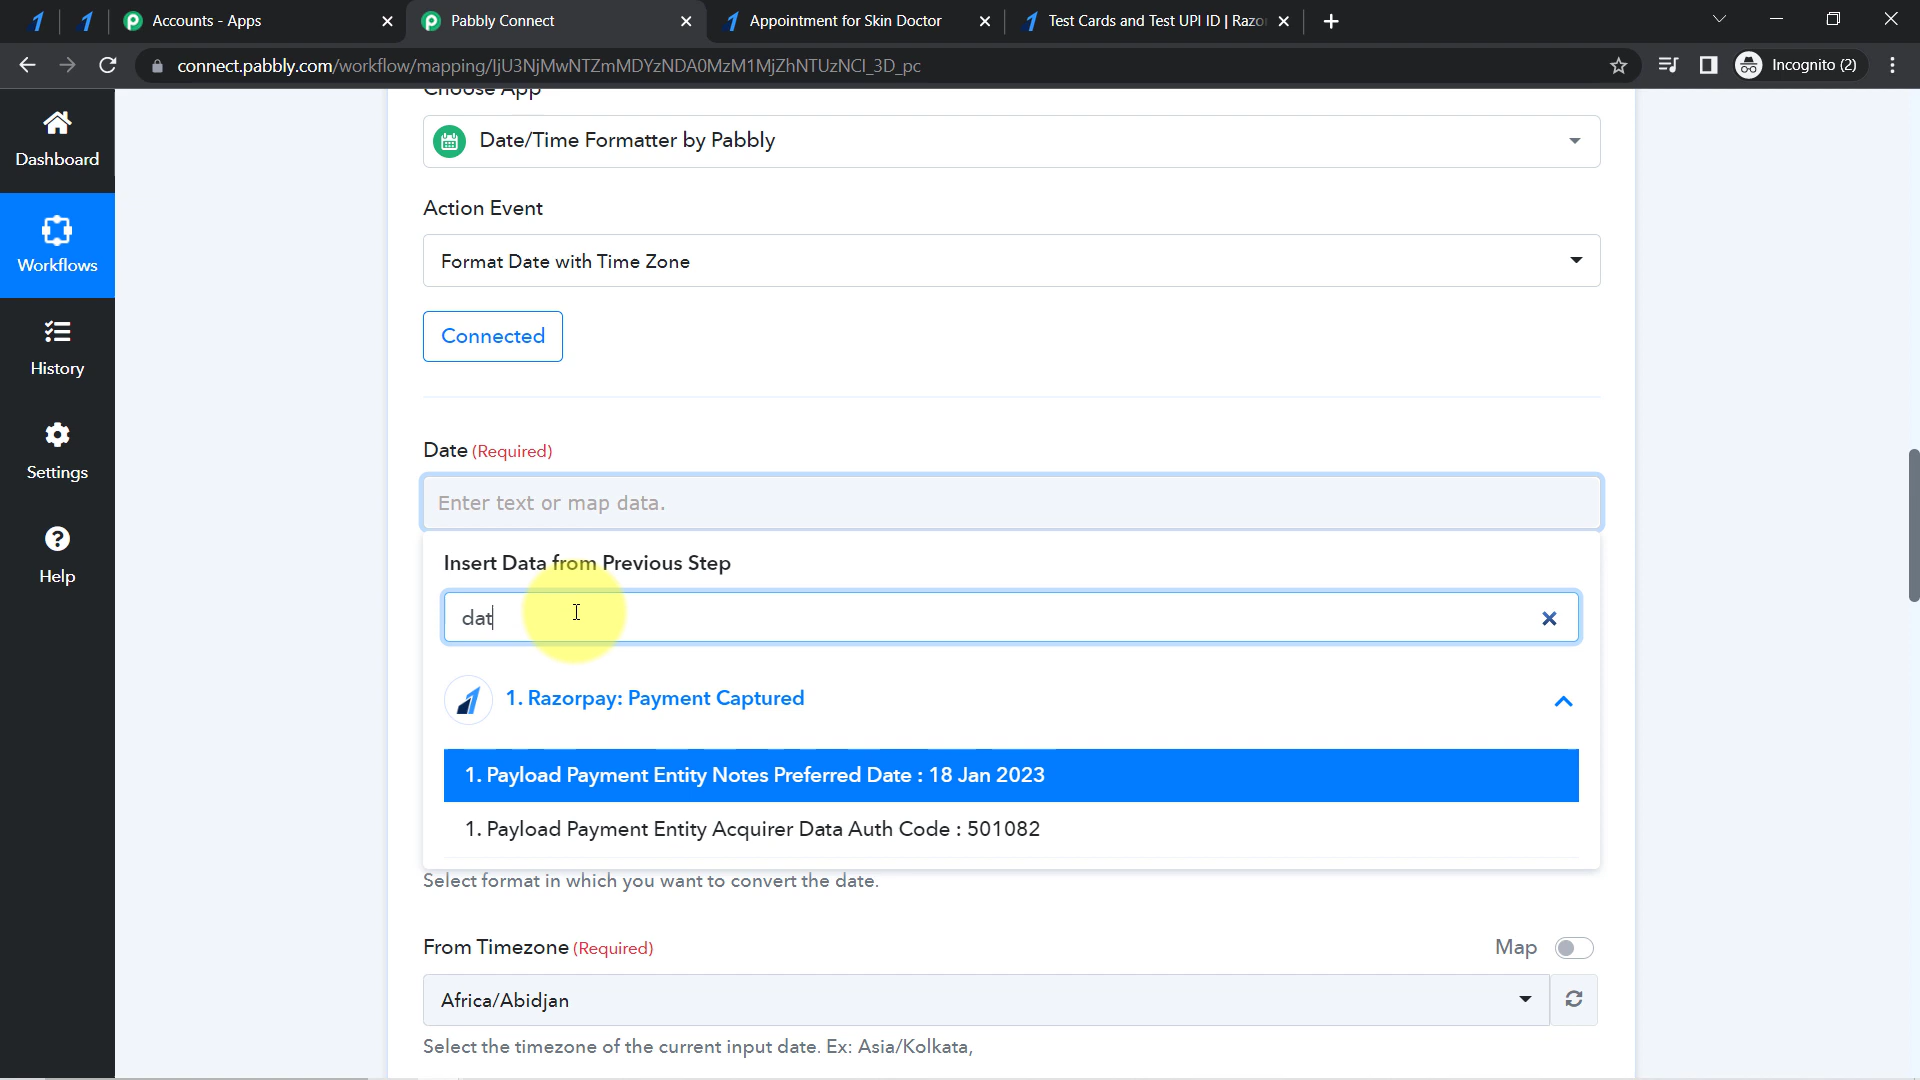 Accounts - Apps
Pabbly Connect
Appointment for Skin Doctor
Test Cards and Test UPI ID | Razo
connect.pabbly.com/workflow/mapping/IjU3NjMwNTZmMDYzNDA0MzM1MjZhNTUzNCI_3D_pc
Incognito (2)
Dashboard
Workflows
History
Settings
Help
Choose App
Date/Time Formatter by Pabbly
Action Event
Format Date with Time Zone
Connected
Date (Required)
Enter text or map data.
Insert Data from Previous Step
dat
1. Razorpay: Payment Captured
1. Payload Payment Entity Notes Preferred Date : 18 Jan 2023
1. Payload Payment Entity Acquirer Data Auth Code : 501082
Select format in which you want to convert the date.
From Timezone (Required)
Map
Africa/Abidjan
Select the timezone of the current input date. Ex: Asia/Kolkata,